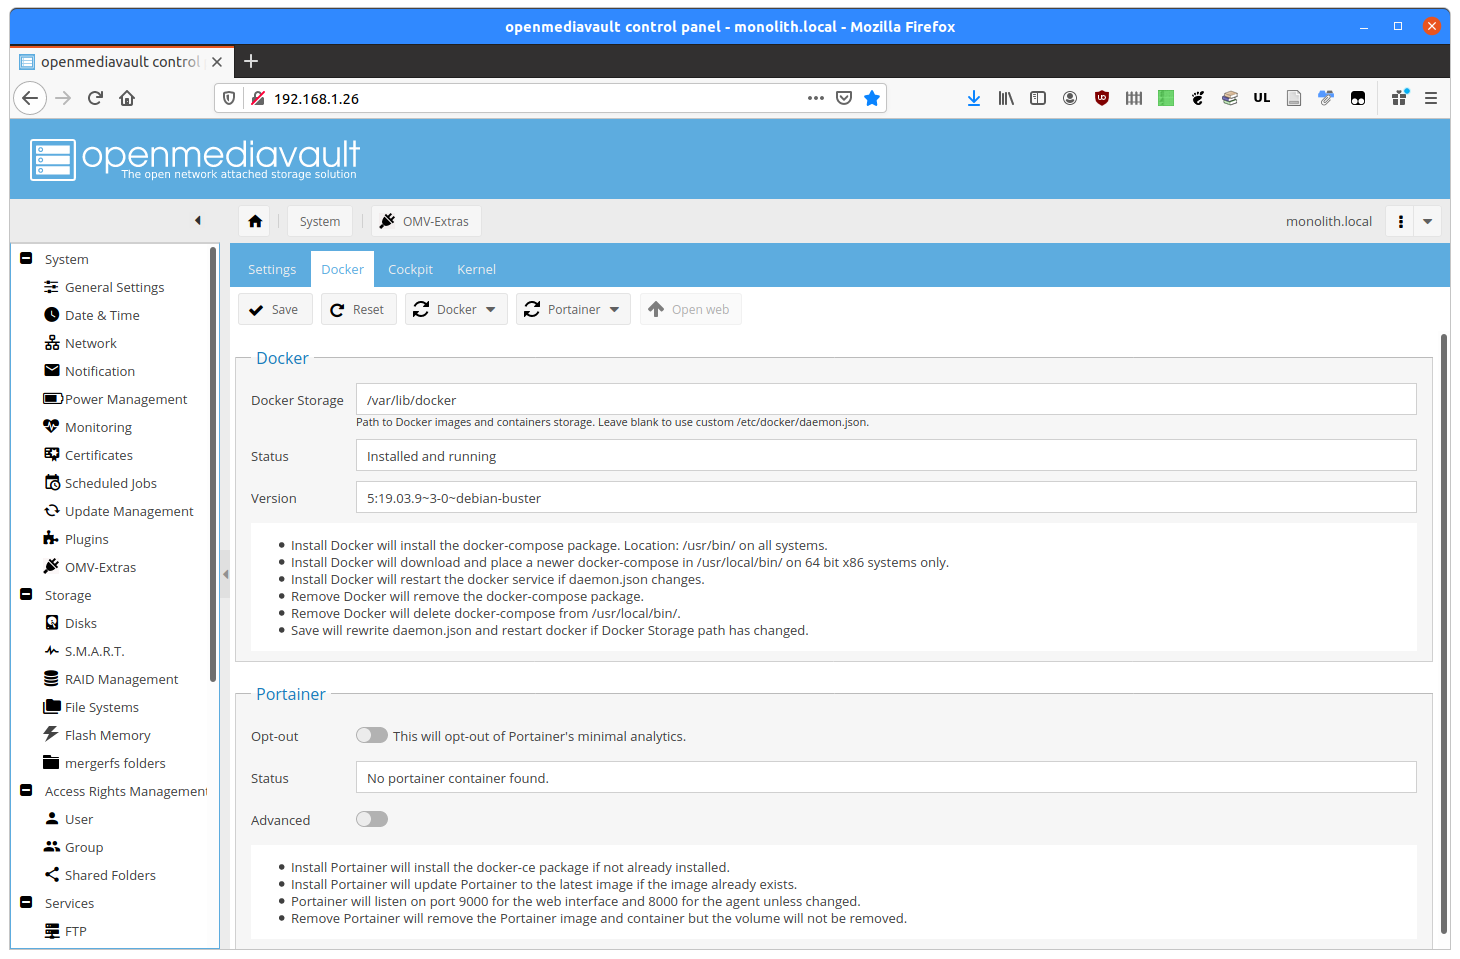 openmediavault control panel - monolith.local - Mozilla Firefox
openmediavault control
192.168.1.26
UL
openmediavault
The open network attached storage solution
System
OMV-Extras
monolith.local
System
General Settings
Date & Time
Network
Notification
Power Management
Monitoring
Certificates
Scheduled Jobs
Update Management
Plugins
OMV-Extras
Storage
Disks
S.M.A.R.T.
RAID Management
File Systems
Flash Memory
mergerfs folders
Access Rights Management
User
Group
Shared Folders
Services
FTP
Settings Docker Cockpit Kernel
Save Reset Docker Portainer Open web
Docker
Docker Storage /var/lib/docker
Path to Docker images and containers storage. Leave blank to use custom /etc/docker/daemon.json.
Status Installed and running
Version 5:19.03.9~3-0~debian-buster
• Install Docker will install the docker-compose package. Location: /usr/bin/ on all systems.
• Install Docker will download and place a newer docker-compose in /usr/local/bin/ on 64 bit x86 systems only.
• Install Docker will restart the docker service if daemon.json changes.
• Remove Docker will remove the docker-compose package.
• Remove Docker will delete docker-compose from /usr/local/bin/.
• Save will rewrite daemon.json and restart docker if Docker Storage path has changed.
Portainer
Opt-out This will opt-out of Portainer's minimal analytics.
Status No portainer container found.
Advanced
• Install Portainer will install the docker-ce package if not already installed.
• Install Portainer will update Portainer to the latest image if the image already exists.
• Portainer will listen on port 9000 for the web interface and 8000 for the agent unless changed.
• Remove Portainer will remove the Portainer image and container but the volume will not be removed.